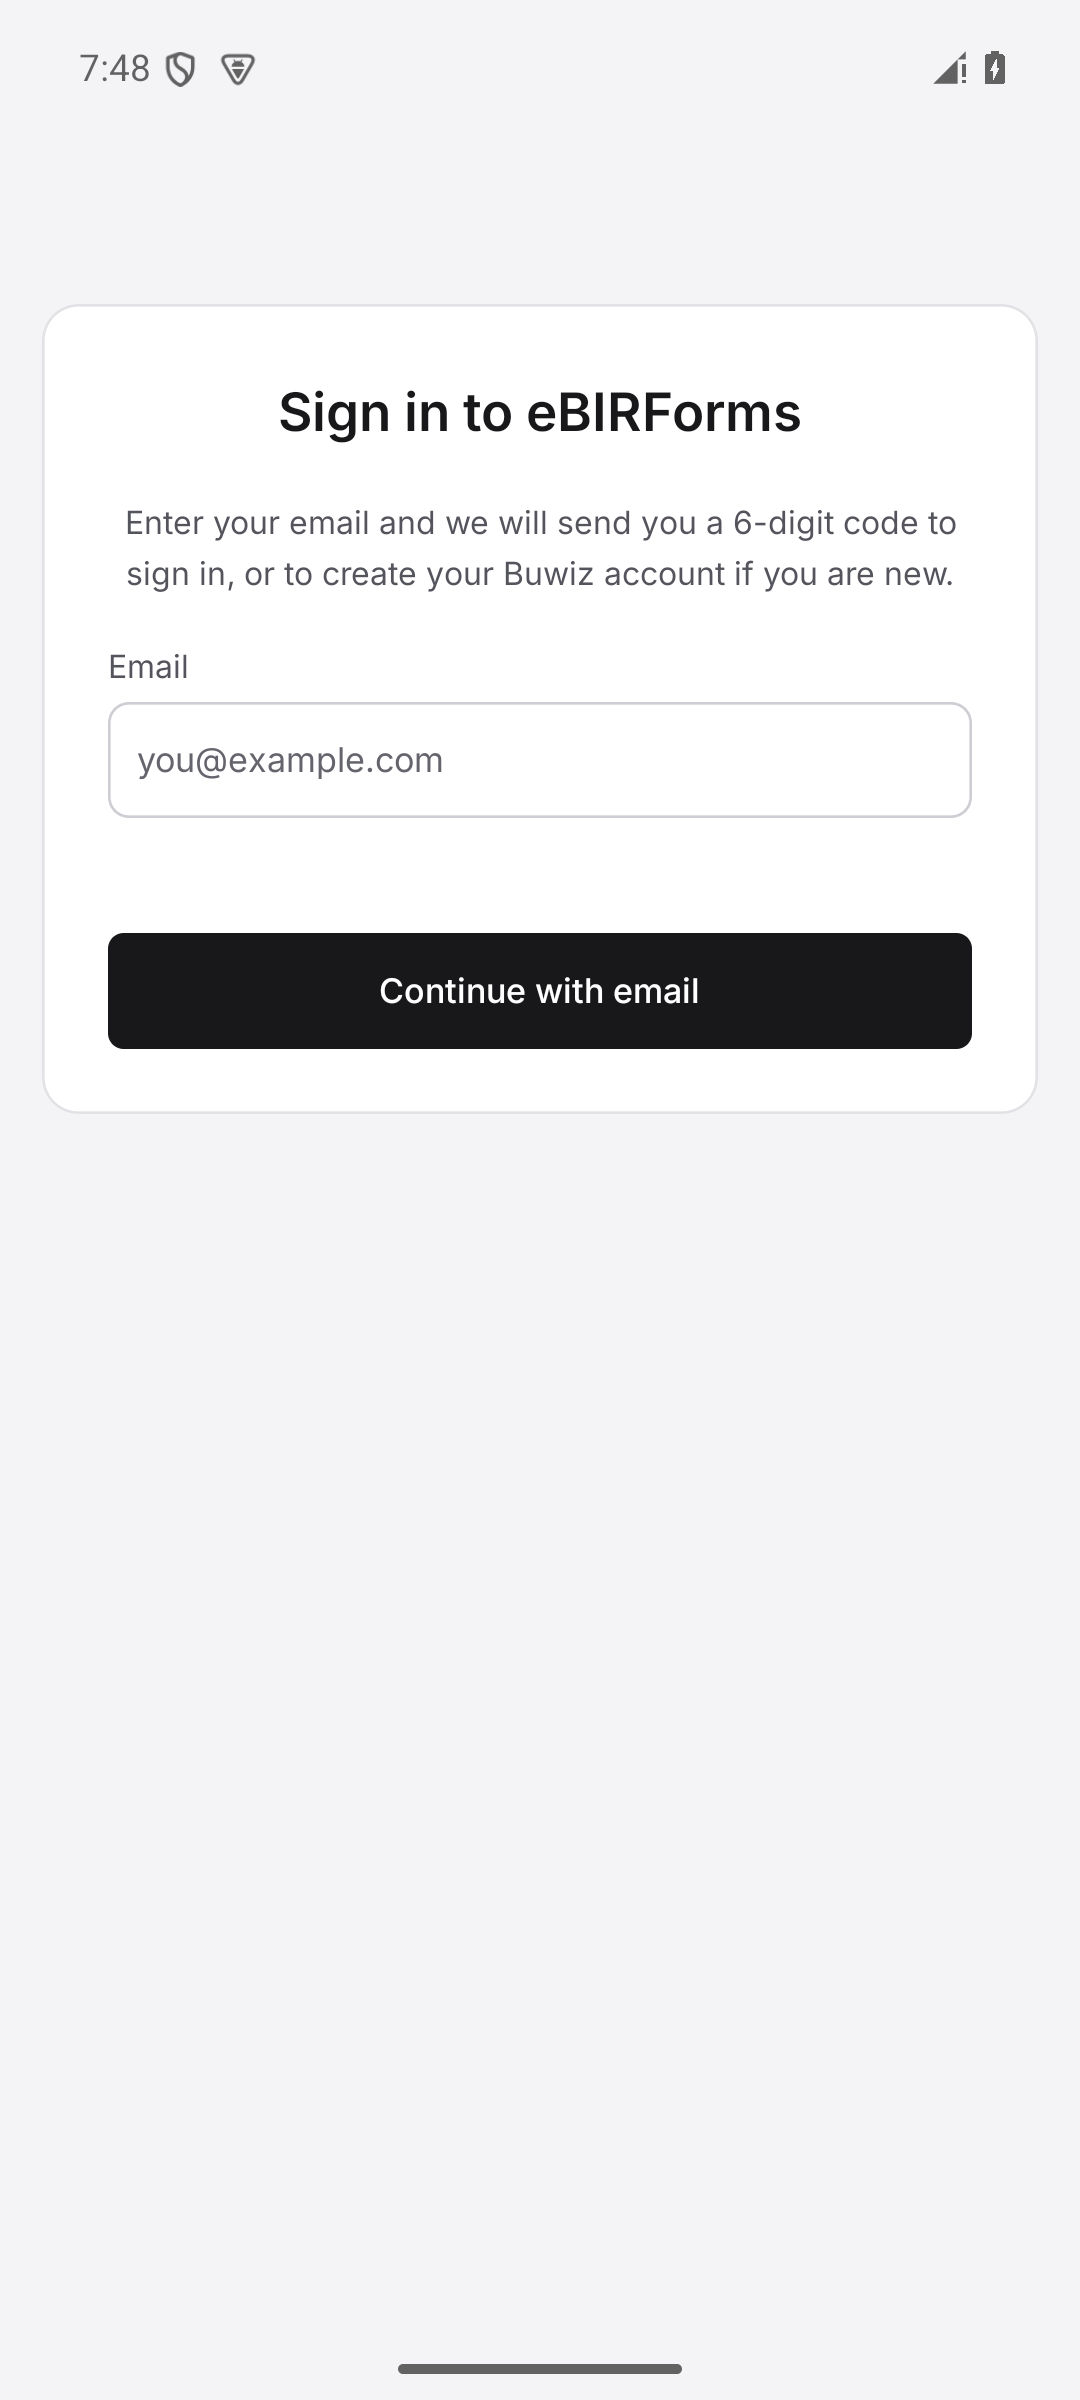 7:48
Sign in to eBIRForms
Enter your email and we will send you a 6-digit code to
sign in, or to create your Buwiz account if you are new.
Email
you@example.com
Continue with email